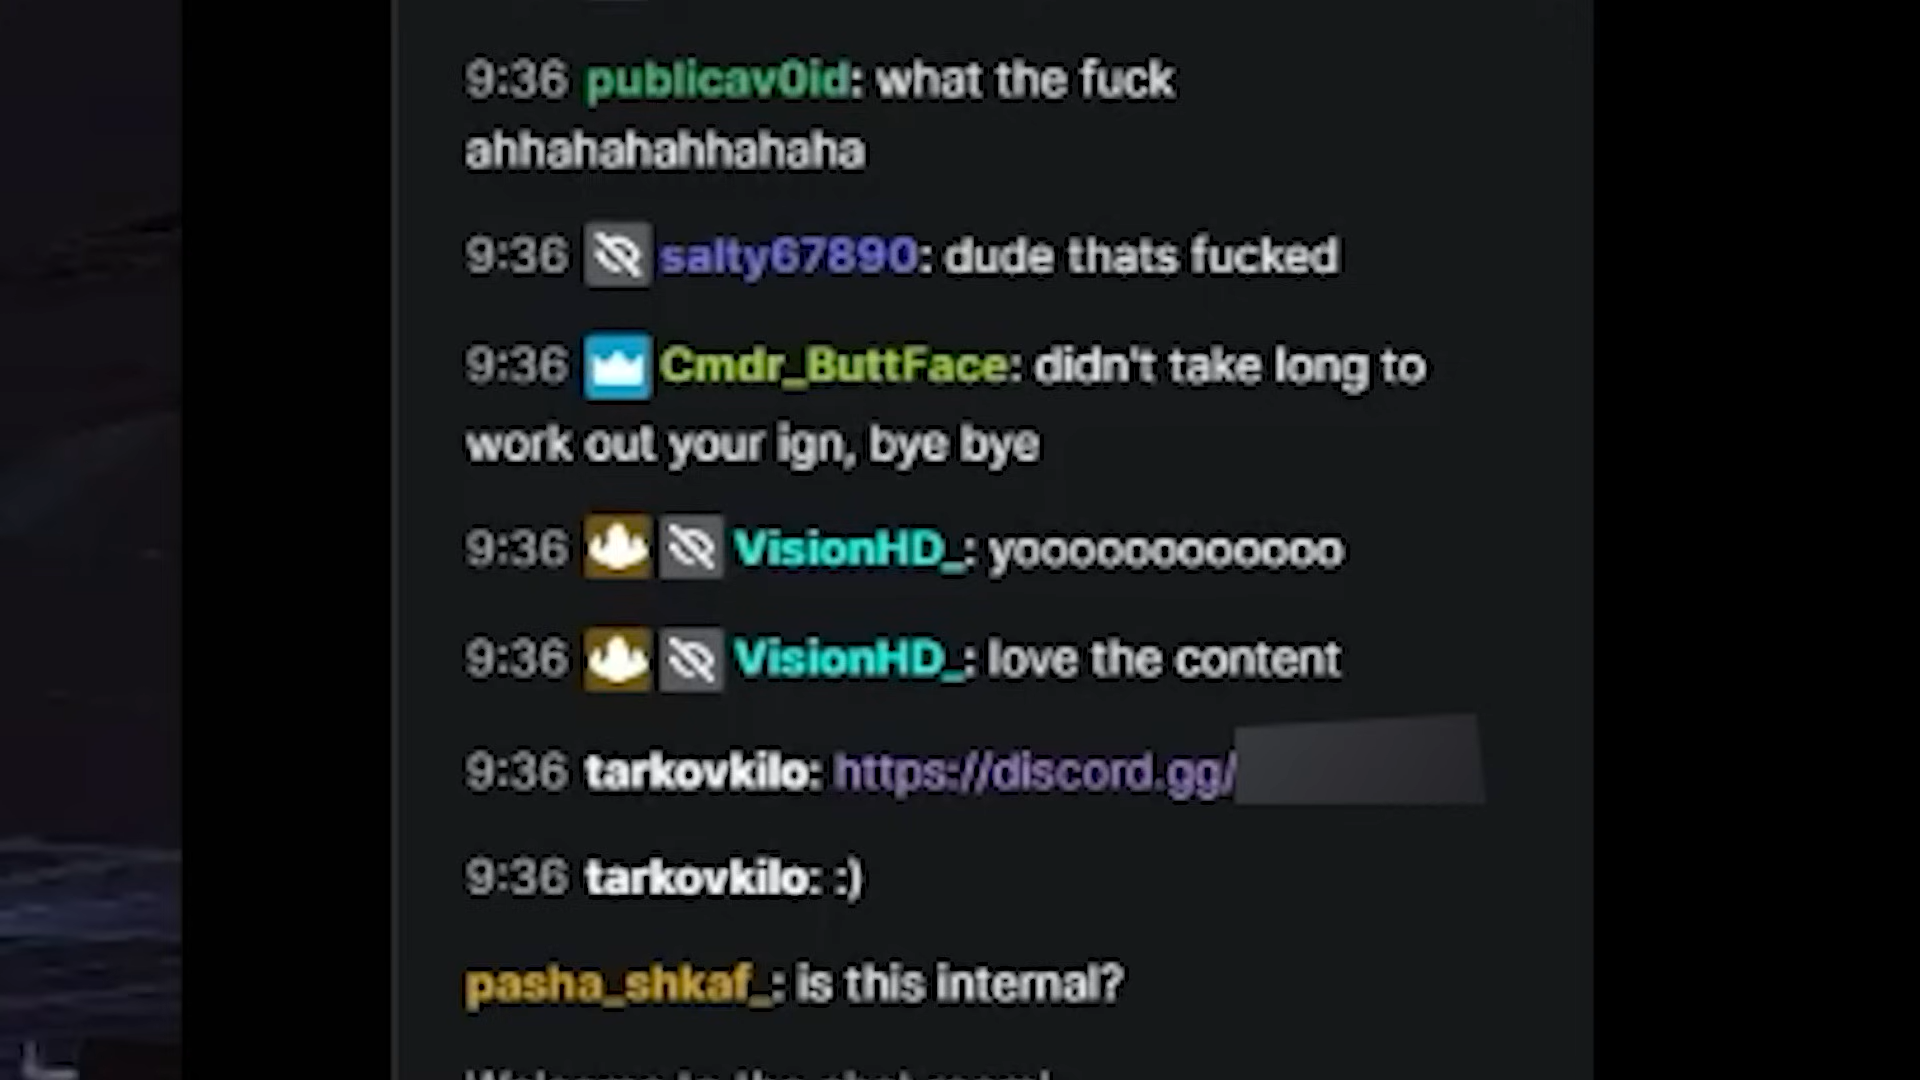 9:36 publicav0id: what the fuck
ahhahahahhahaha
9:36 salty67890: dude thats fucked
9:36 Cmdr_ButtFace: didn't take long to
work out your ign, bye bye
9:36 VisionHD_: yooooooooooooo
9:36 VisionHD_: love the content
9:36 tarkovkilo: https://discord.gg/
9:36 tarkovkilo: :)
pasha_shkaf_: is this internal?